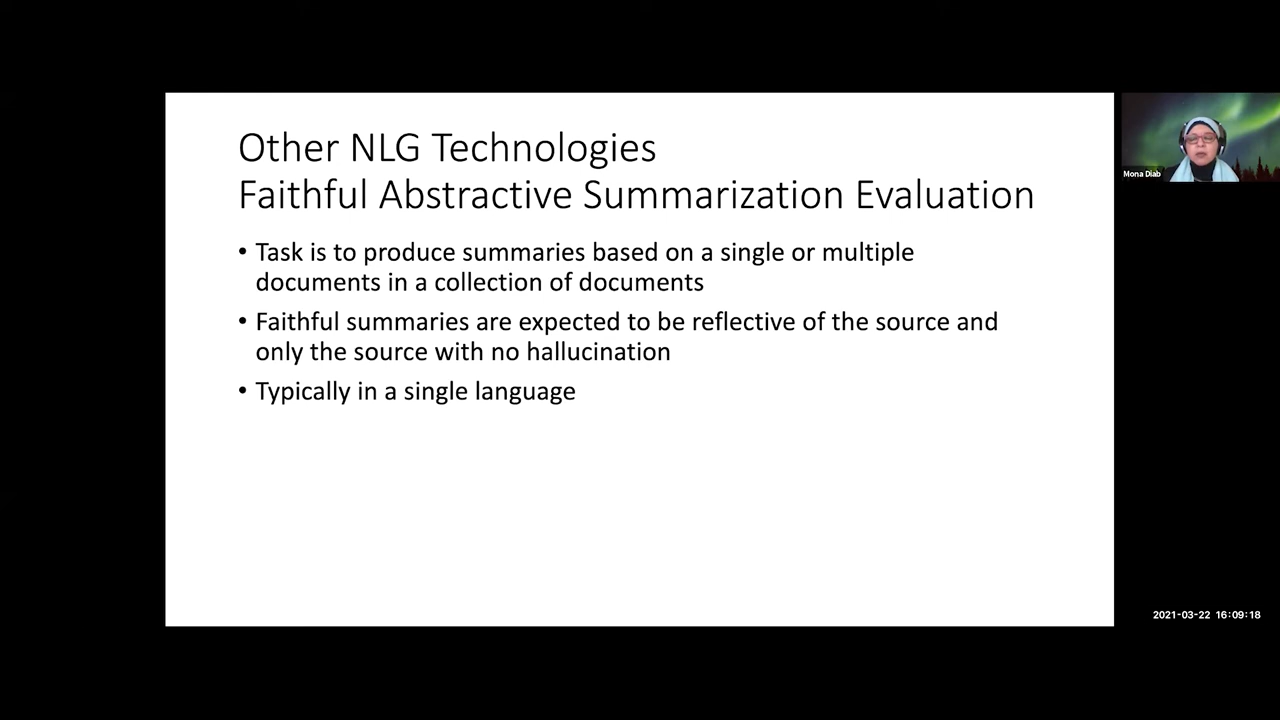 Other NLG Technologies
Faithful Abstractive Summarization Evaluation
• Task is to produce summaries based on a single or multiple
documents in a collection of documents
• Faithful summaries are expected to be reflective of the source and
only the source with no hallucination
• Typically in a single language
Mona Diab
2021-03-22 16:09:18